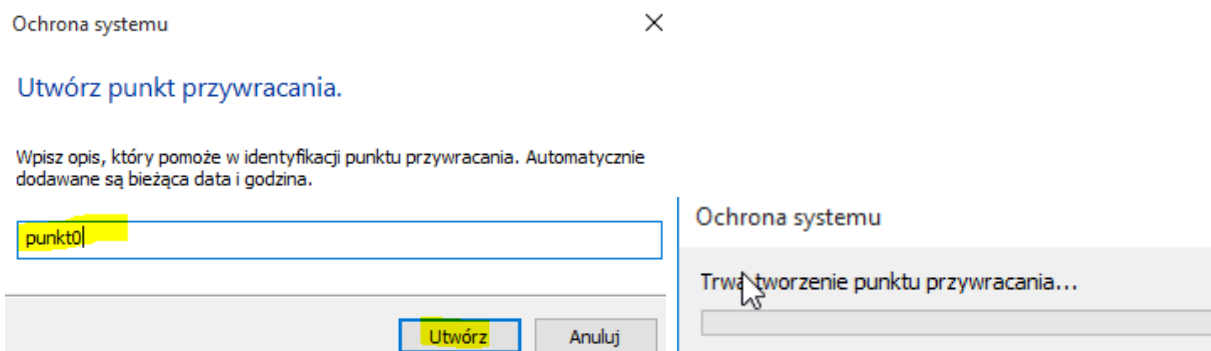 Ochrona systemu
Utwórz punkt przywracania.
Wpisz opis, który pomoże w identyfikacji punktu przywracania. Automatycznie
dodawane są bieżąca data i godzina.
punkt0
Utwórz Anuluj
Ochrona systemu
Trwa tworzenie punktu przywracania...